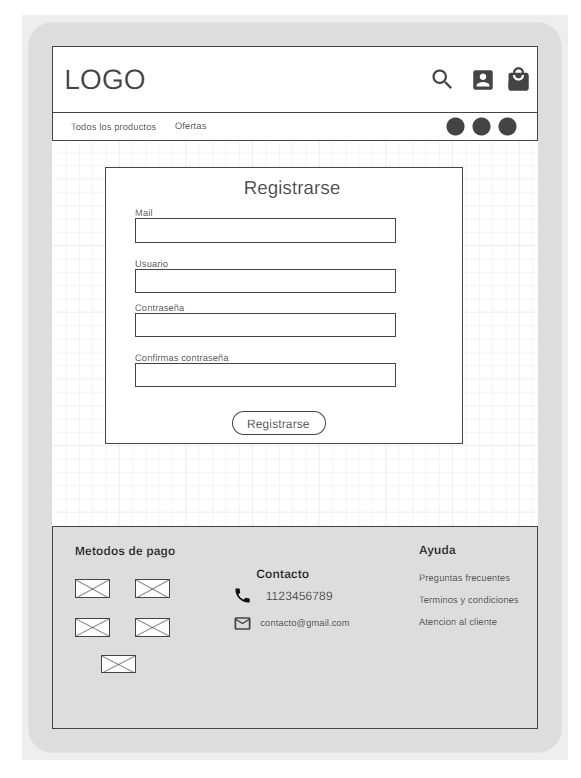 LOGO
Todos los productos
Ofertas
Registrarse
Mail
Usuario
Contraseña
Confirmas contraseña
Registrarse
Metodos de pago
Contacto
1123456789
contacto@gmail.com
Ayuda
Preguntas frecuentes
Terminos y condiciones
Atencion al cliente